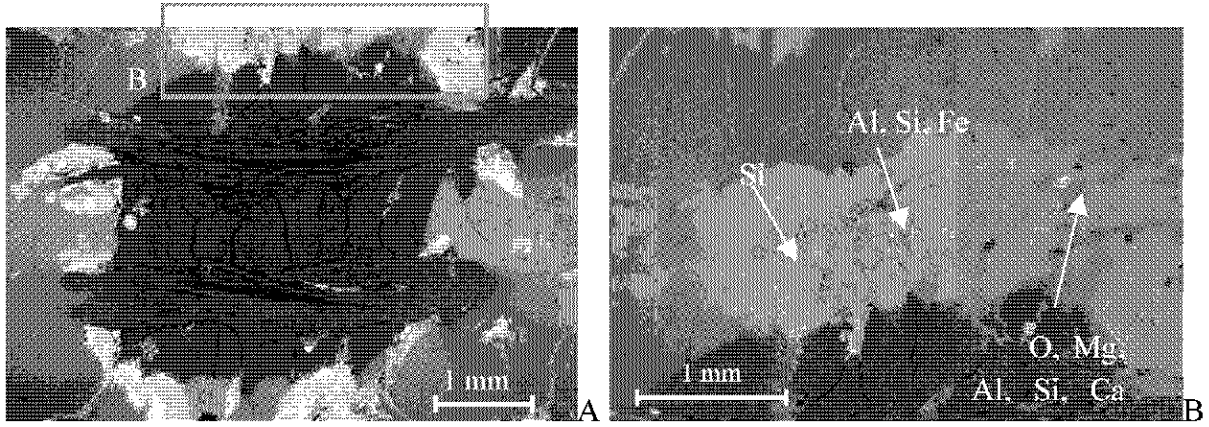 B
1 mm
A
Al, Si, Fe
Si
O, Mg,
Al, Si, Ca
1 mm
B